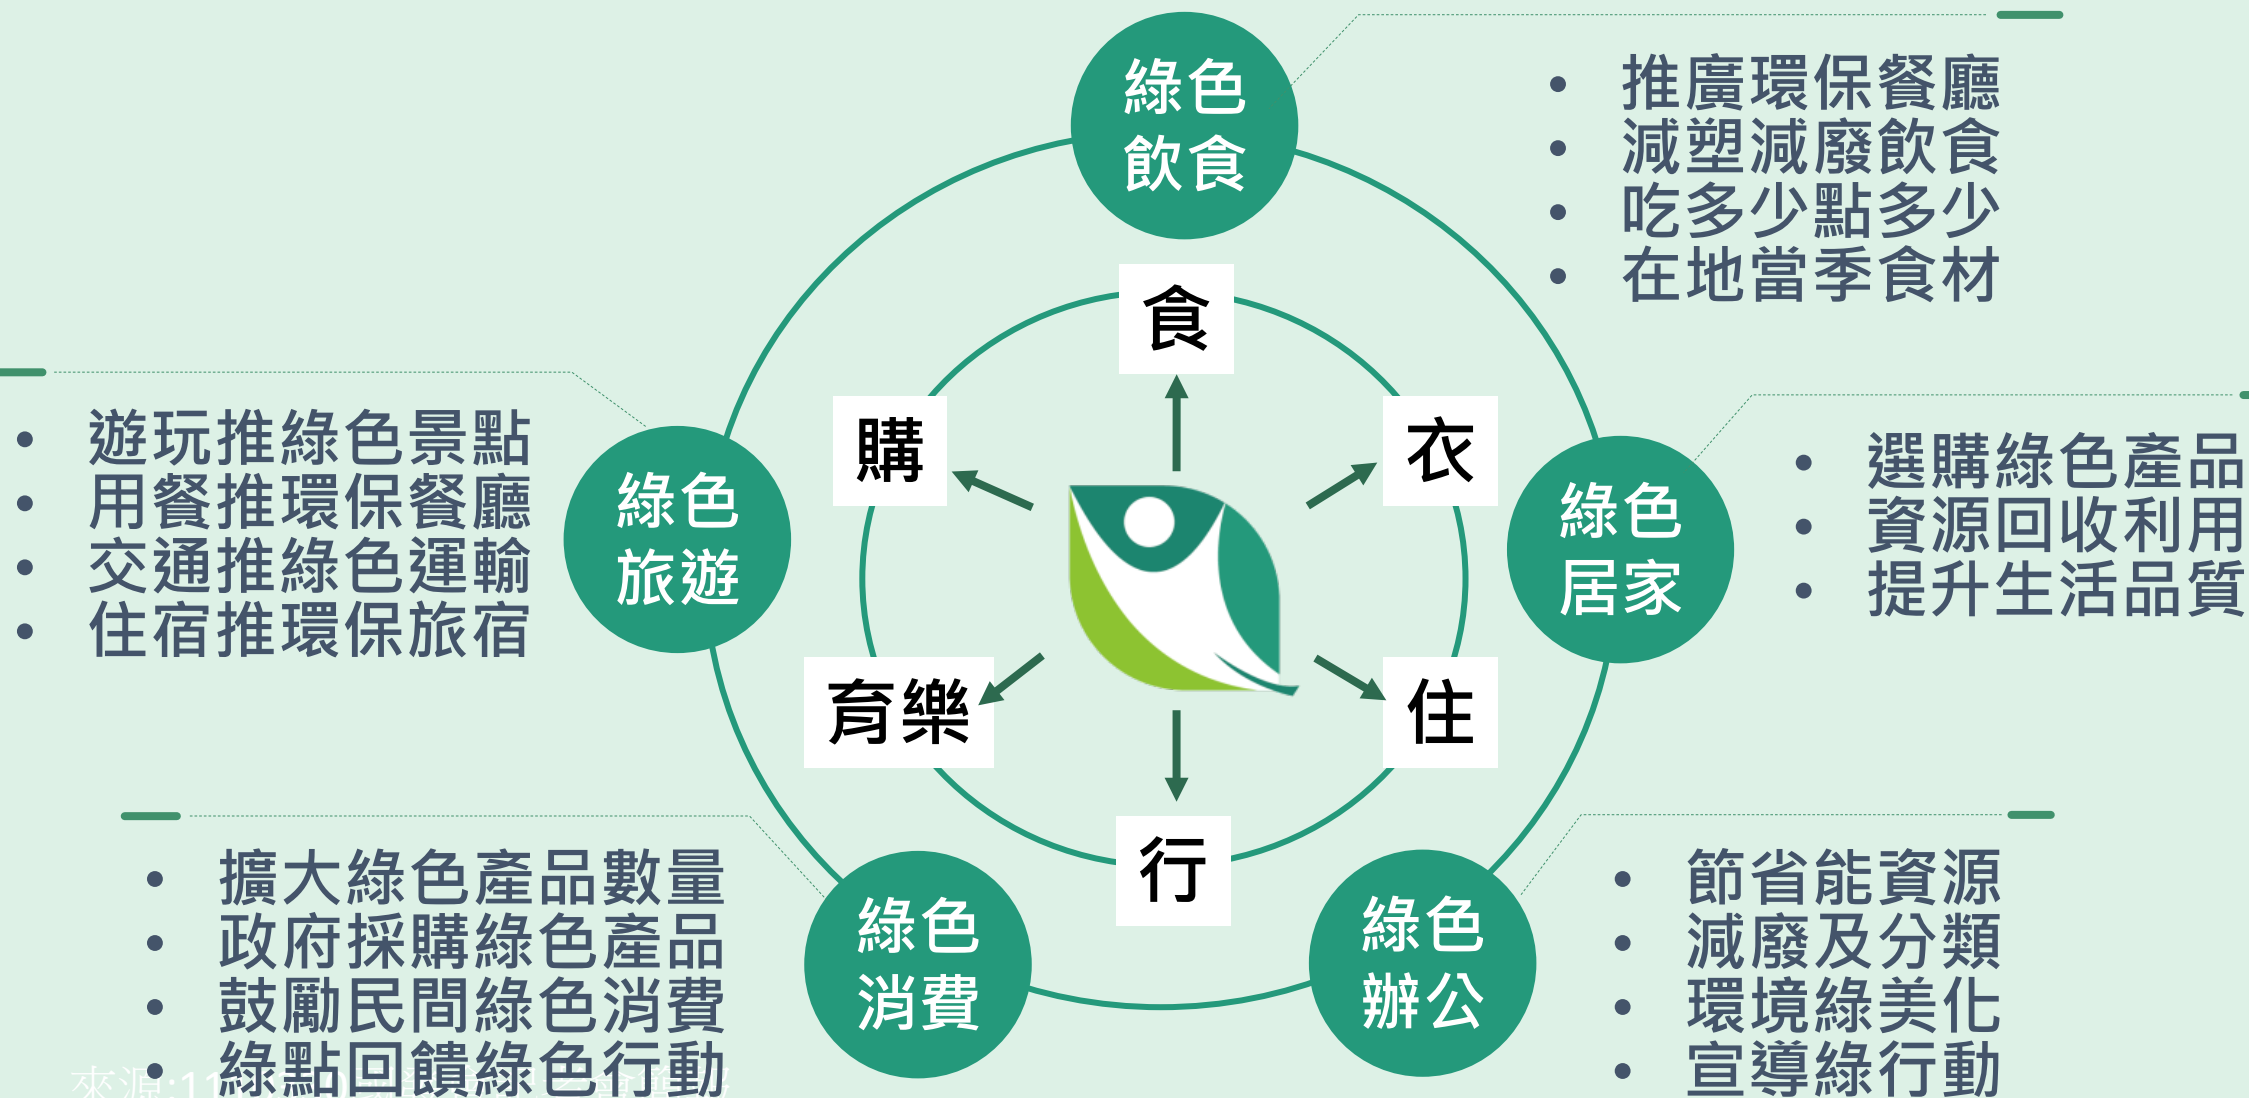 綠色
飲食
• 推廣環保餐廳
• 減塑減廢飲食
• 吃多少點多少
• 在地當季食材
食
購
衣
• 遊玩推綠色景點
• 用餐推環保餐廳
• 交通推綠色運輸
• 住宿推環保旅宿
綠色
旅遊
綠色
居家
• 選購綠色產品
• 資源回收利用
• 提升生活品質
育樂
住
行
• 擴大綠色產品數量
• 政府採購綠色產品
• 鼓勵民間綠色消費
• 綠點回饋綠色行動
綠色
消費
綠色
辦公
• 節省能資源
• 減廢及分類
• 環境綠美化
• 宣導綠行動
來源:11